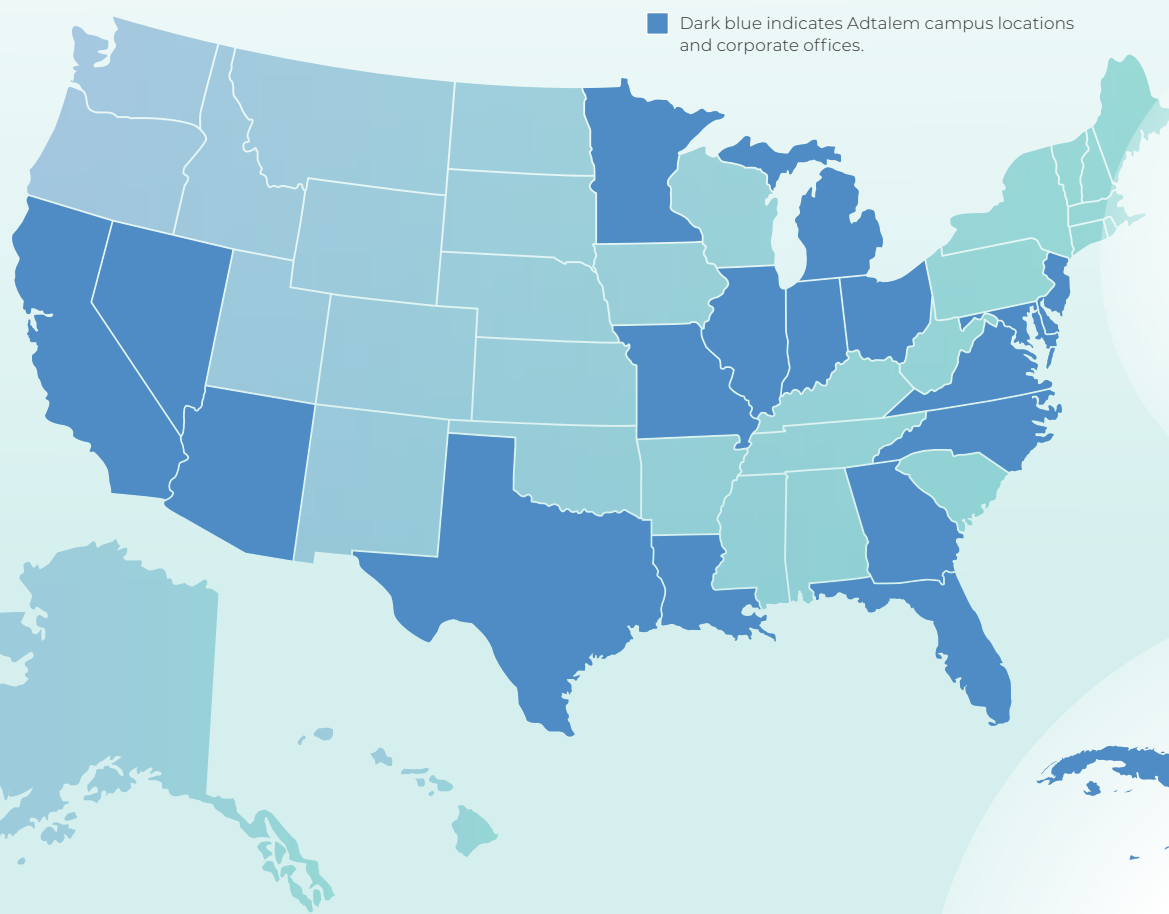 Dark blue indicates Adtalem campus locations
and corporate offices.